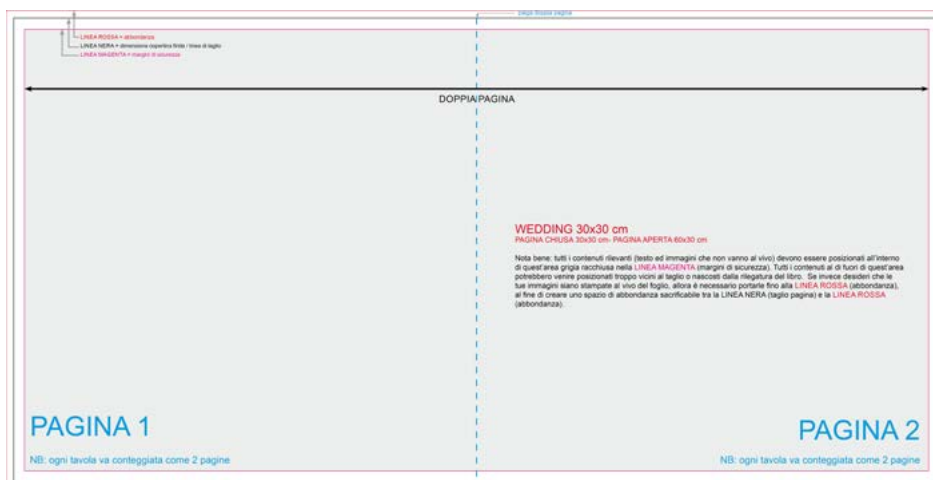 piega doppia pagina
LINEA ROSSA = abbondanza
LINEA NERA = dimensione copertina finita / linea di taglio
LINEA MAGENTA = margini di sicurezza
DOPPIA PAGINA
WEDDING 30x30 cm
PAGINA CHIUSA 30x30 cm- PAGINA APERTA 60x30 cm
Nota bene: tutti i contenuti rilevanti (testo ed immagini che non vanno al vivo) devono essere posizionati all'interno
di quest'area grigia racchiusa nella LINEA MAGENTA (margini di sicurezza). Tutti i contenuti al di fuori di quest'area
potrebbero venire posizionati troppo vicini al taglio o nascosti dalla rilegatura del libro. Se invece desideri che le
tue immagini siano stampate al vivo del foglio, allora è necessario portarle fino alla LINEA ROSSA (abbondanza),
al fine di creare uno spazio di abbondanza sacrificabile tra la LINEA NERA (taglio pagina) e la LINEA ROSSA
(abbondanza).
PAGINA 1
PAGINA 2
NB: ogni tavola va conteggiata come 2 pagine
NB: ogni tavola va conteggiata come 2 pagine